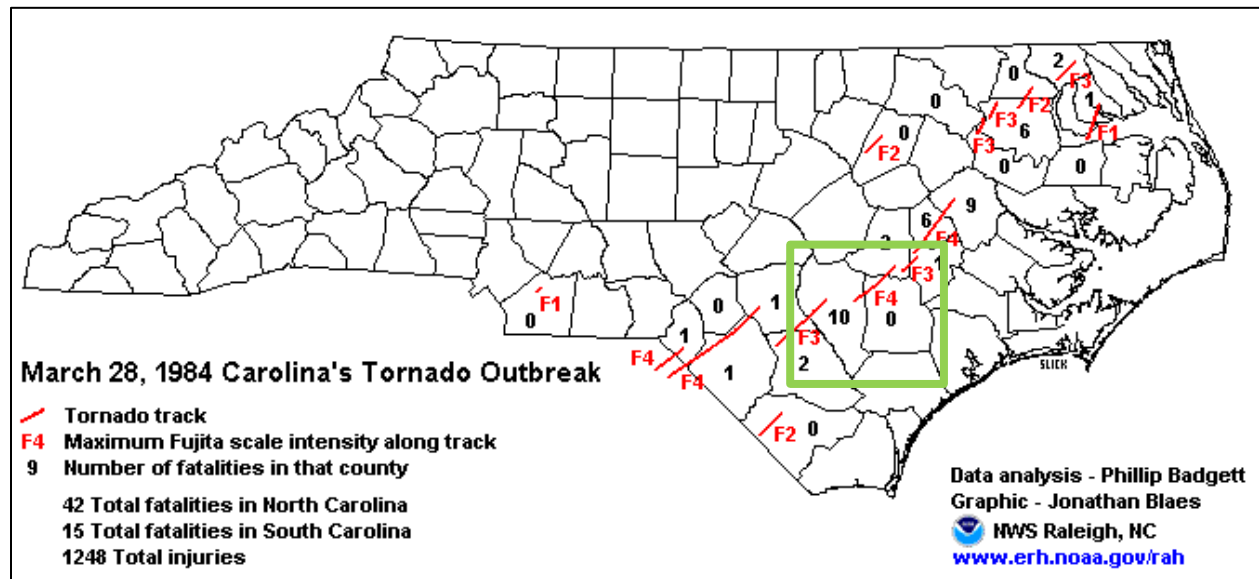 2
0
F3
0
1
F2
F3
6
F1
0
F3
F2
0
0
9
6
F4
1
F3
F4
F1
0
1
10
0
0
F3
1
F4
2
F4
1
SLICK
F2
0
March 28, 1984 Carolina's Tornado Outbreak
Tornado track
F4 Maximum Fujita scale intensity along track
9 Number of fatalities in that county
42 Total fatalities in North Carolina
15 Total fatalities in South Carolina
1248 Total injuries
Data analysis - Phillip Badgett
Graphic - Jonathan Blaes
NWS Raleigh, NC
www.erh.noaa.gov/rah